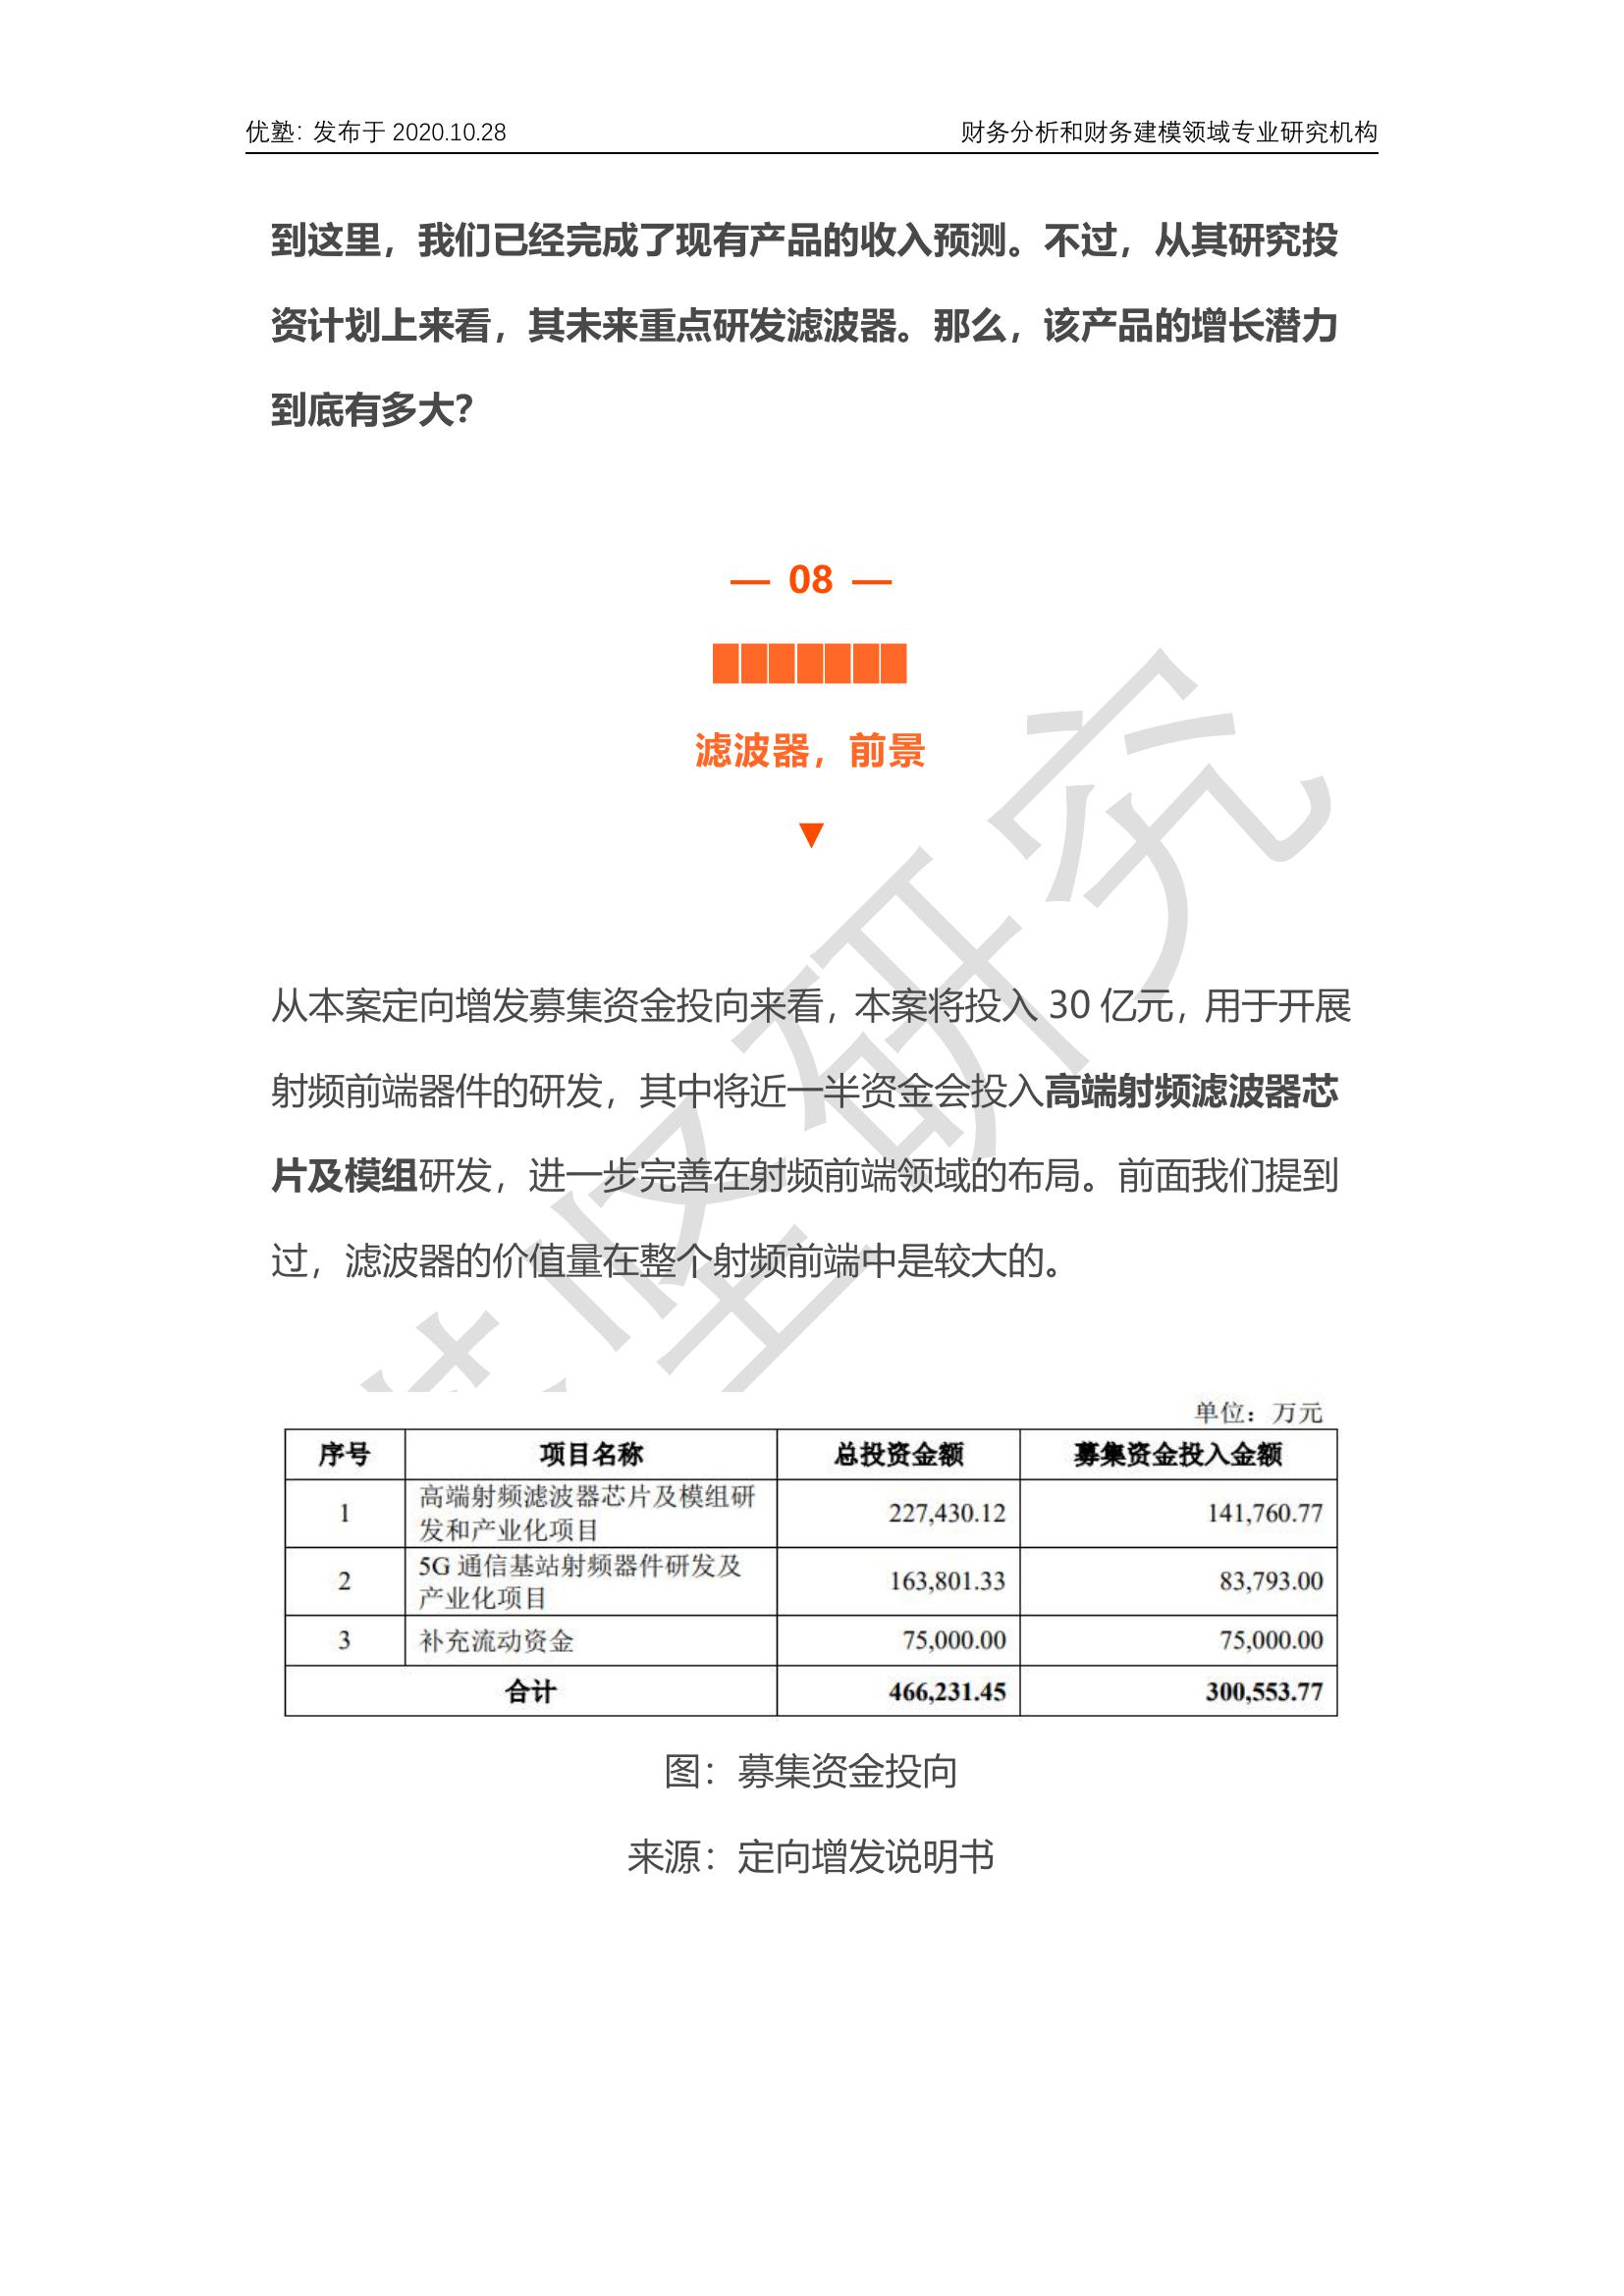 优塾：发布于 2020.10.28 财务分析和财务建模领域专业研究机构
到这里，我们已经完成了现有产品的收入预测。不过，从其研究投
资计划上来看，其未来重点研发滤波器。那么，该产品的增长潜力
到底有多大？
— 08 —
滤波器，前景
▼
从本案定向增发募集资金投向来看，本案将投入 30 亿元，用于开展
射频前端器件的研发，其中将近一半资金会投入高端射频滤波器芯
片及模组研发，进一步完善在射频前端领域的布局。前面我们提到
过，滤波器的价值量在整个射频前端中是较大的。
单位：万元
序号 项目名称 总投资金额 募集资金投入金额
1 高端射频滤波器芯片及模组研 227,430.12 141,760.77
发和产业化项目
2 5G 通信基站射频器件研发及 163,801.33 83,793.00
产业化项目
3 补充流动资金 75,000.00 75,000.00
合计 466,231.45 300,553.77
图：募集资金投向
来源：定向增发说明书
坚研究